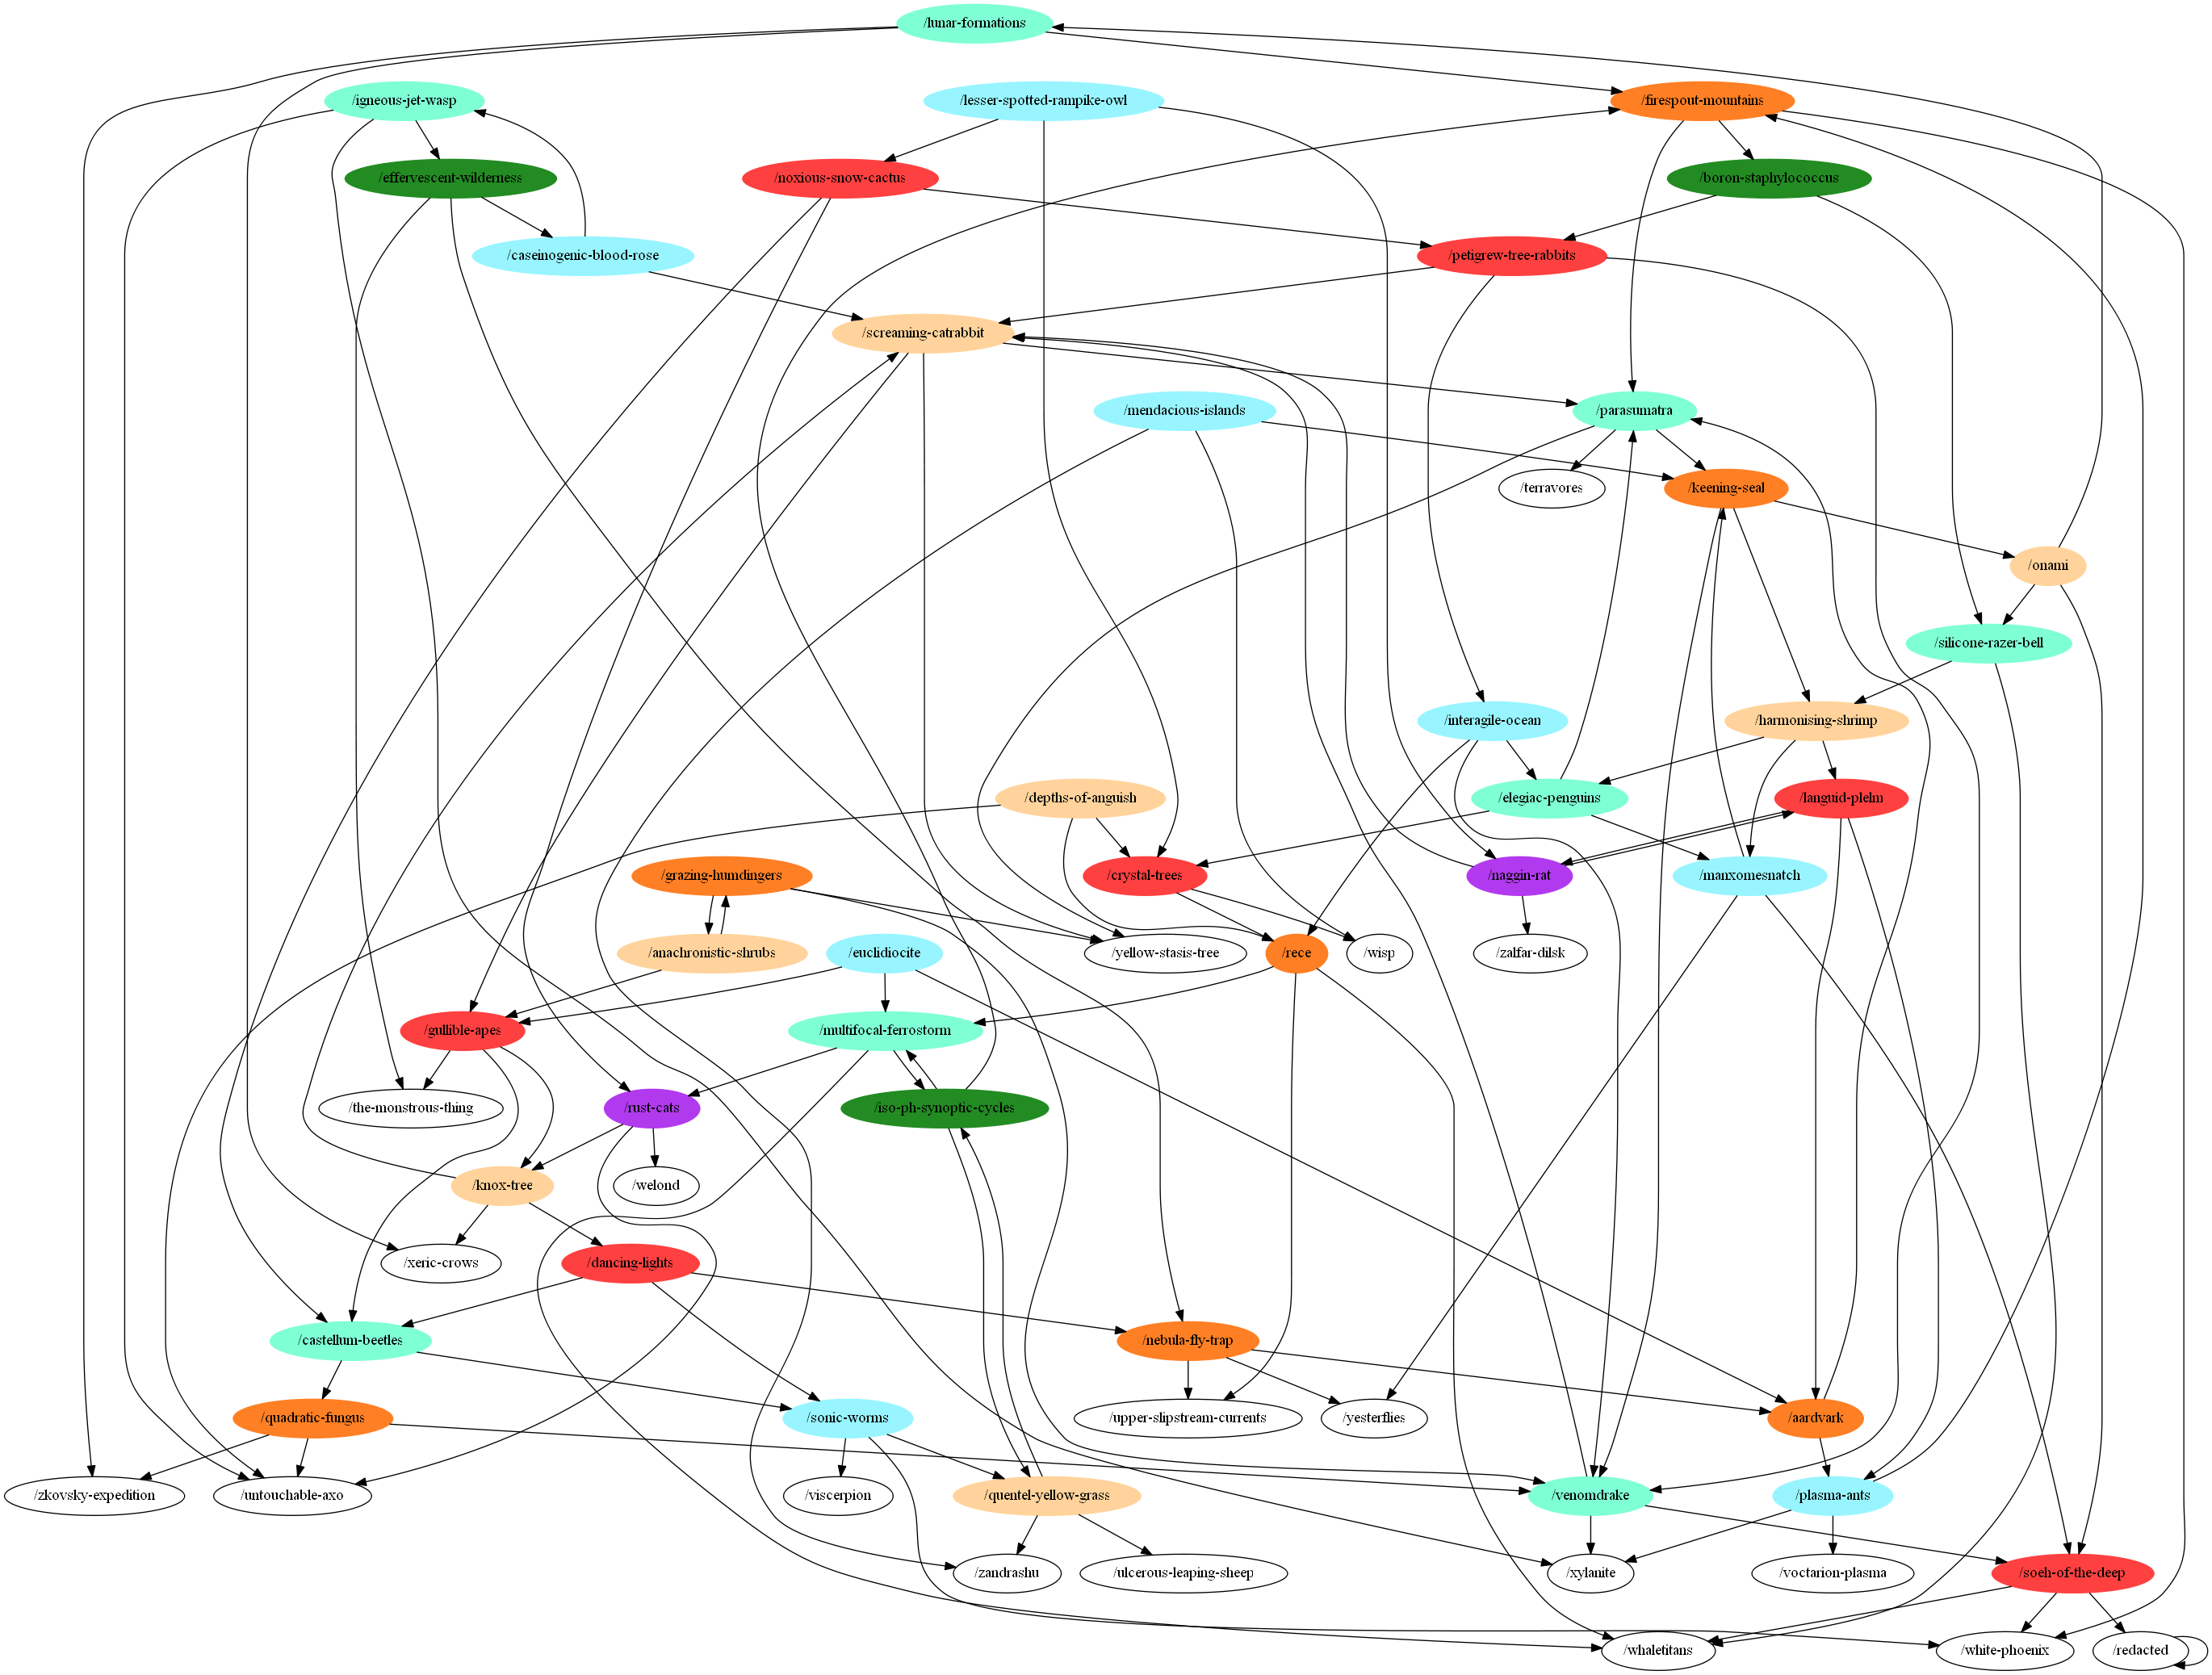 /lunar-formations
/igneous-jet-wasp
/lesser-spotted-rampike-owl
/firespout-mountains
/effervescent-wilderness
/noxious-snow-cactus
/boron-staphylococcus
/caseinogenic-blood-rose
/petigrew-tree-rabbits
/screaming-catrabbit
/mendacious-islands
/parasumatra
/terravores
/keening-seal
/onami
/silicone-razer-bell
/interagile-ocean
/harmonising-shrimp
/depths-of-anguish
/elegiac-penguins
/languid-plelm
/grazing-humdingers
/crystal-trees
/naggin-rat
/manxomesnatch
/anachronistic-shrubs
/euclidiocite
/yellow-stasis-tree
/rece
/wisp
/zalfar-dilsk
/gullible-apes
/multifocal-ferrostorm
/the-monstrous-thing
/rust-cats
/iso-ph-synoptic-cycles
/knox-tree
/welond
/xeric-crows
/dancing-lights
/castellum-beetles
/nebula-fly-trap
/quadratic-fungus
/sonic-worms
/upper-slipstream-currents
/yesterflies
/aardvark
/zkovsky-expedition
/untouchable-axo
/viscerpion
/quentel-yellow-grass
/venomdrake
/plasma-ants
/zandrashu
/ulcerous-leaping-sheep
/xylanite
/voctarion-plasma
/soeh-of-the-deep
/whaletitans
/white-phoenix
/redacted